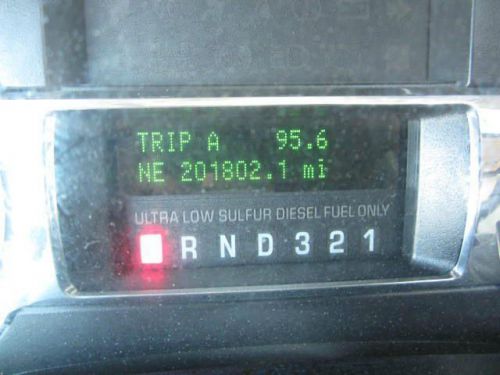 TRIP A 95.6
NE 201802.1 mi
ULTRA LOW SULFUR DIESEL FUEL ONLY
R N D 3 2 1